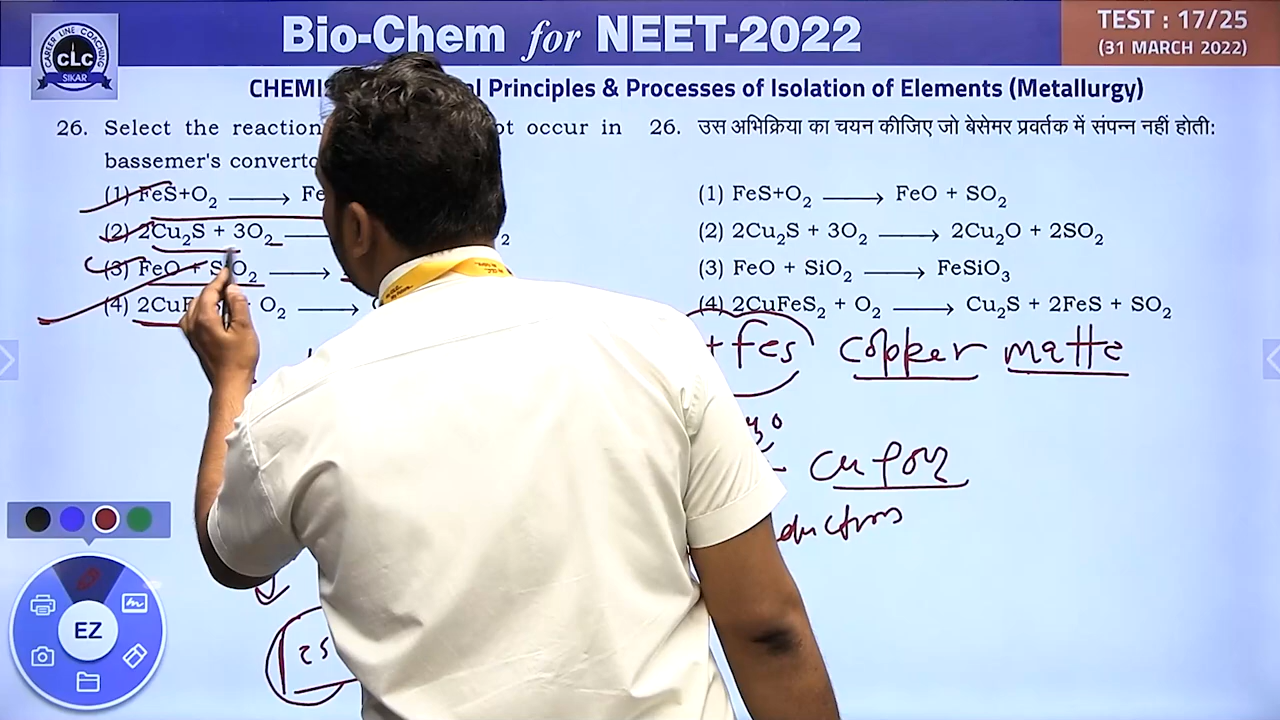 Bio-Chem for NEET-2022
TEST : 17/25
(31 MARCH 2022)
CAREER LINE COACHING
CLC
SIKAR
CHEMI l Principles & Processes of Isolation of Elements (Metallurgy)
26. Select the reaction ot occur in
bassemer's converto
(1) FeS+O₂ ⟶ Fe
(2) 2Cu₂S + 3O₂ ⟶ ₂
(3) FeO + SiO₂ ⟶
(4) 2CuF + O₂ ⟶
26. उस अभिक्रिया का चयन कीजिए जो बेसेमर प्रवर्तक में संपन्न नहीं होती:
(1) FeS+O₂ ⟶ FeO + SO₂
(2) 2Cu₂S + 3O₂ ⟶ 2Cu₂O + 2SO₂
(3) FeO + SiO₂ ⟶ FeSiO₃
(4) 2CuFeS₂ + O₂ ⟶ Cu₂S + 2FeS + SO₂
+ fes copper matte
duction
EZ